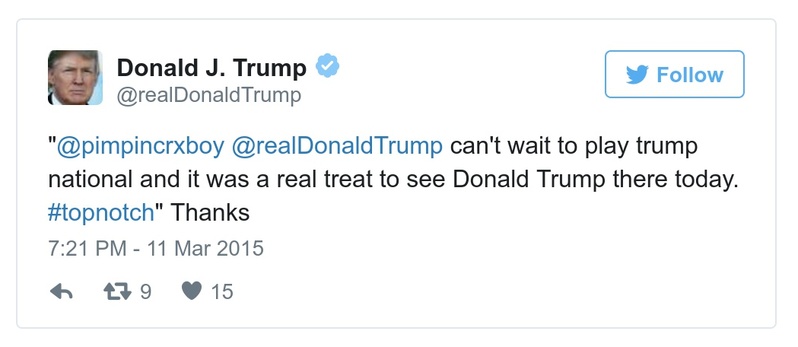 Donald J. Trump
@realDonaldTrump
Follow
"@pimpincrxboy @realDonaldTrump can't wait to play trump
national and it was a real treat to see Donald Trump there today.
#topnotch" Thanks
7:21 PM - 11 Mar 2015
9 15